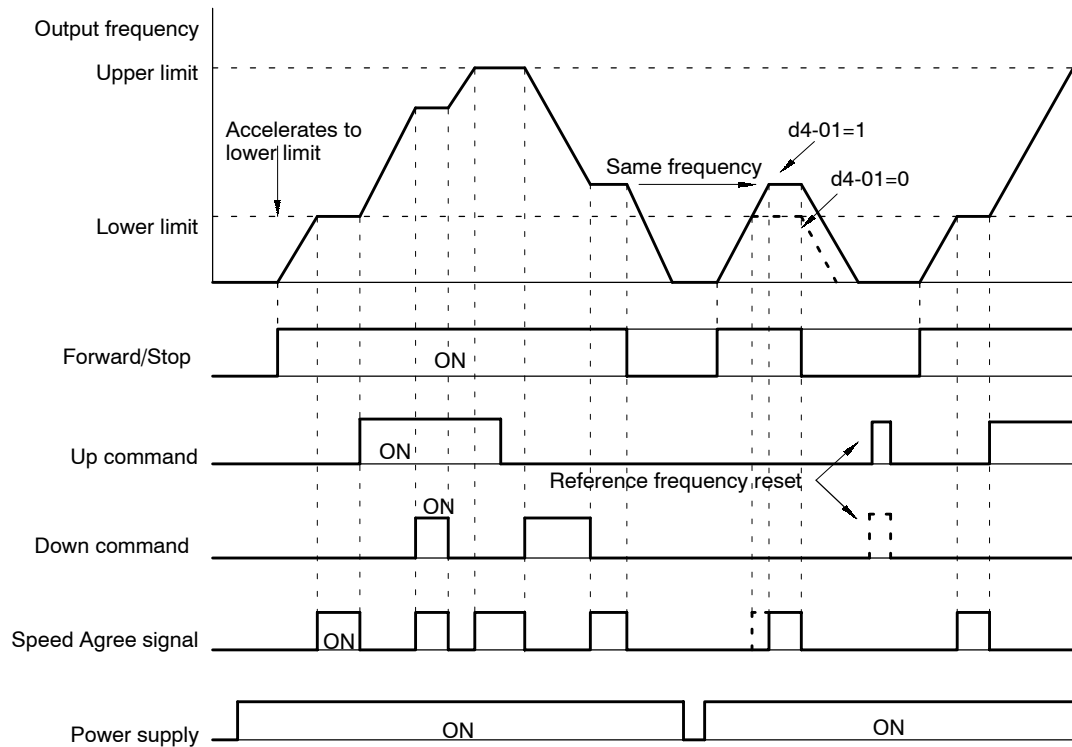 Output frequency
Upper limit
Accelerates to
lower limit
d4-01=1
Same frequency
d4-01=0
Lower limit
Forward/Stop
ON
Up command
ON
Reference frequency reset
Down command
ON
Speed Agree signal
ON
Power supply
ON
ON